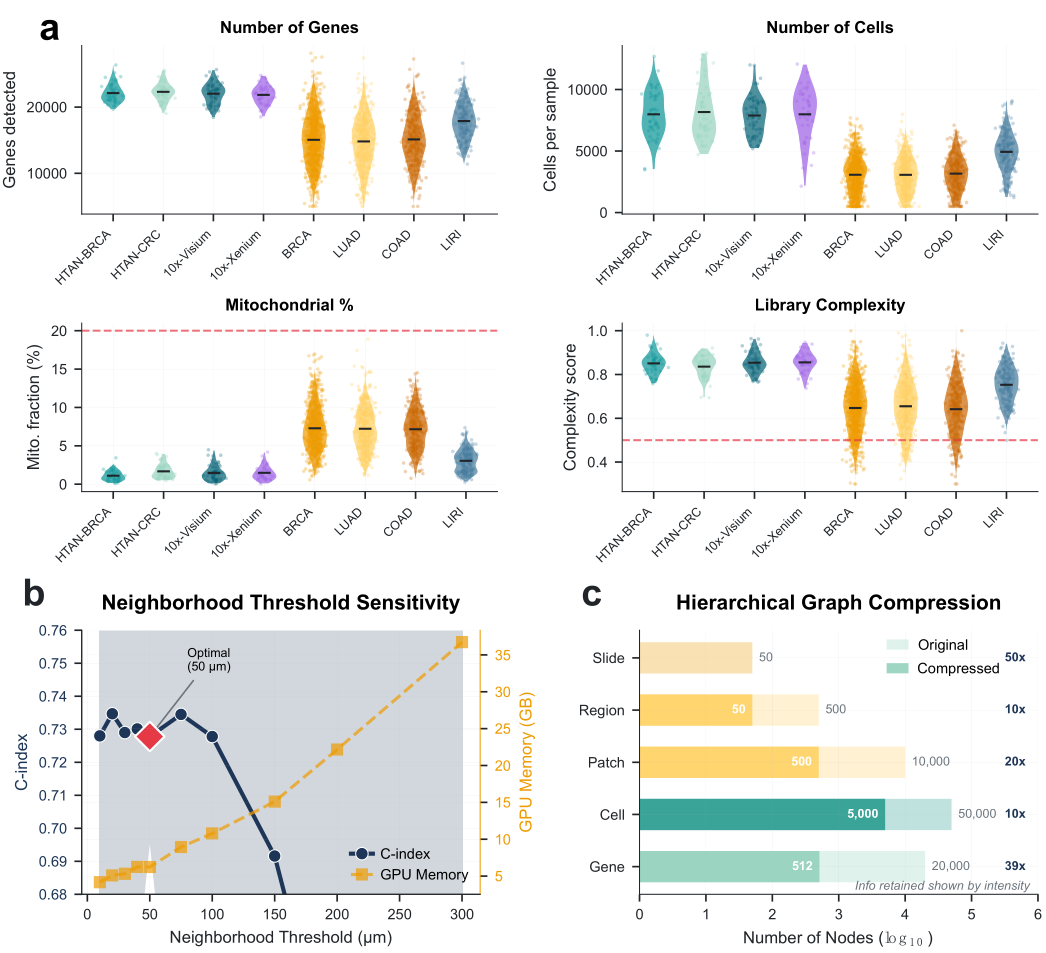 a
Number of Genes
Genes detected
20000
10000
HTAN-BRCA
HTAN-CRC
10x-Visium
10x-Xenium
BRCA
LUAD
COAD
LIRI
Number of Cells
Cells per sample
10000
5000
0
HTAN-BRCA
HTAN-CRC
10x-Visium
10x-Xenium
BRCA
LUAD
COAD
LIRI
Mitochondrial %
Mito. fraction (%)
20
15
10
5
0
HTAN-BRCA
HTAN-CRC
10x-Visium
10x-Xenium
BRCA
LUAD
COAD
LIRI
Library Complexity
Complexity score
1.0
0.8
0.6
0.4
HTAN-BRCA
HTAN-CRC
10x-Visium
10x-Xenium
BRCA
LUAD
COAD
LIRI
b
Neighborhood Threshold Sensitivity
C-index
0.76
0.75
0.74
0.73
0.72
0.71
0.70
0.69
0.68
Optimal
(50 μm)
C-index
GPU Memory
35
30
25
20
15
10
5
GPU Memory (GB)
0
50
100
150
200
250
300
Neighborhood Threshold (μm)
c
Hierarchical Graph Compression
Original
Compressed
Slide
50
50x
Region
50
500
10x
Patch
500
10,000
20x
Cell
5,000
50,000
10x
Gene
512
20,000
39x
Info retained shown by intensity
0
1
2
3
4
5
6
Number of Nodes (log₁₀)